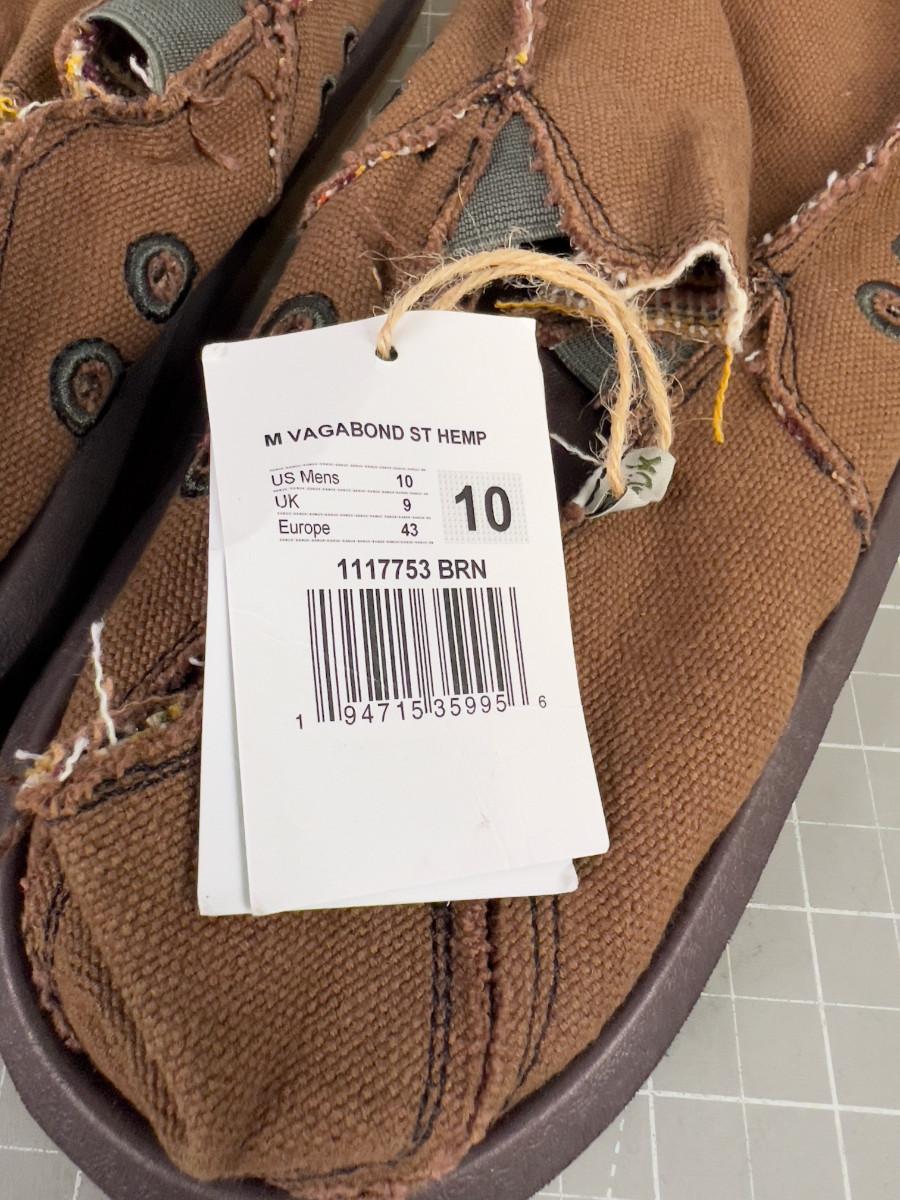 M VAGABOND ST HEMP
US Mens 10
UK 9
Europe 43
10
1117753 BRN
1 94715 35995 6